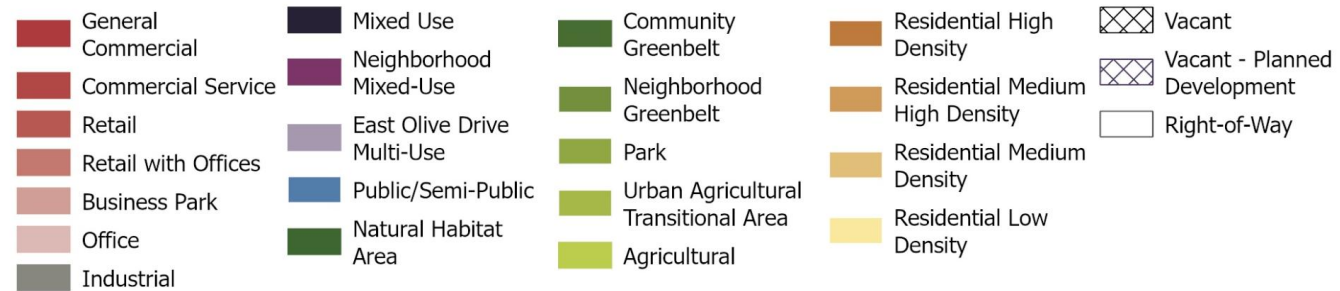 General
Commercial
Commercial Service
Retail
Retail with Offices
Business Park
Office
Industrial
Mixed Use
Neighborhood
Mixed-Use
East Olive Drive
Multi-Use
Public/Semi-Public
Natural Habitat
Area
Community
Greenbelt
Neighborhood
Greenbelt
Park
Urban Agricultural
Transitional Area
Agricultural
Residential High
Density
Residential Medium
High Density
Residential Medium
Density
Residential Low
Density
Vacant
Vacant - Planned
Development
Right-of-Way